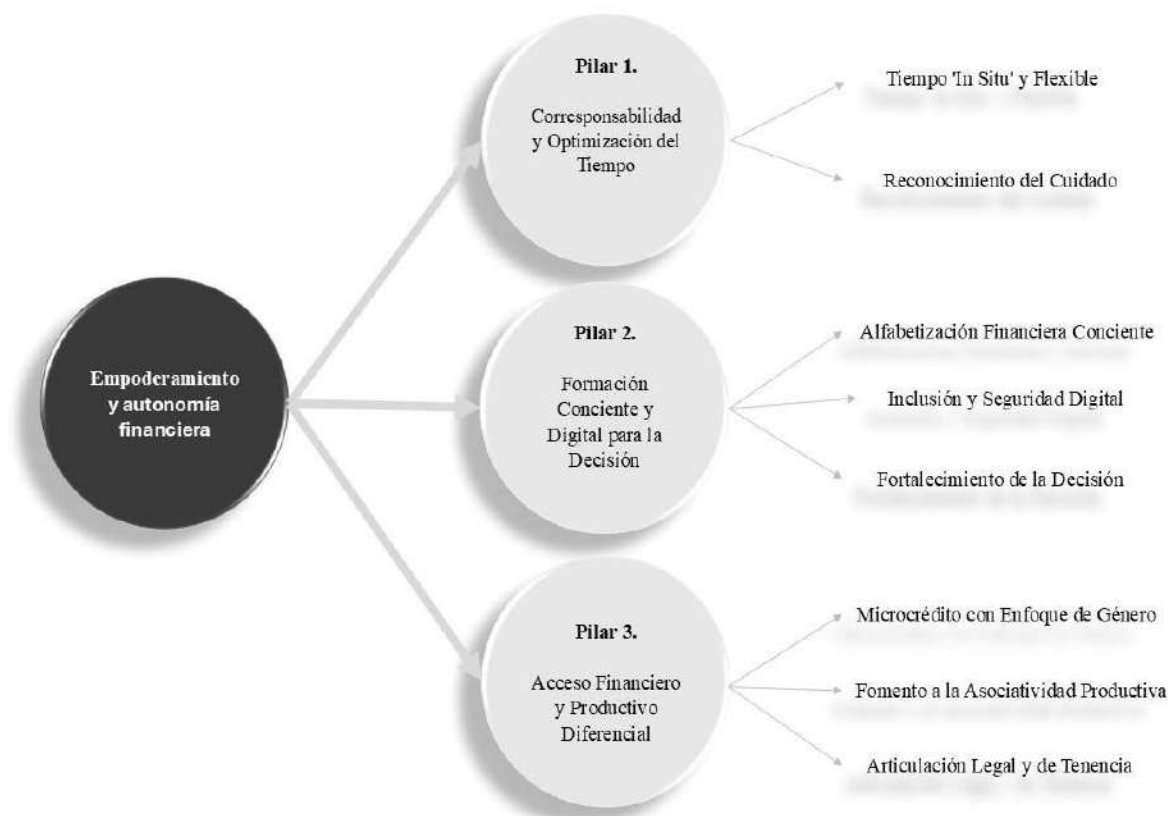 Empoderamiento
y autonomía
financiera
Pilar 1.
Corresponsabilidad
y Optimización del
Tiempo
Tiempo 'In Situ' y Flexible
Reconocimiento del Cuidado
Pilar 2.
Formación
Conciente y
Digital para la
Decisión
Alfabetización Financiera Conciente
Inclusión y Seguridad Digital
Fortalecimiento de la Decisión
Pilar 3.
Acceso Financiero
y Productivo
Diferencial
Microcrédito con Enfoque de Género
Fomento a la Asociatividad Productiva
Articulación Legal y de Tenencia